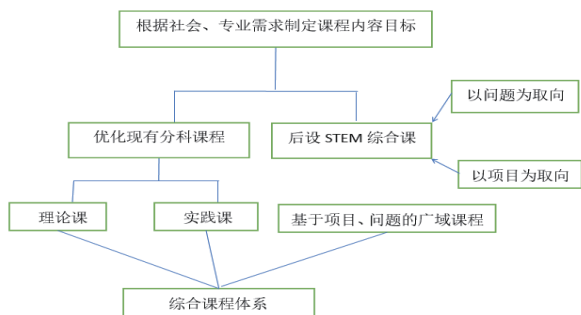 根据社会、专业需求制定课程内容目标
以问题为取向
优化现有分科课程
后设 STEM 综合课
以项目为取向
理论课
实践课
基于项目、问题的广域课程
综合课程体系